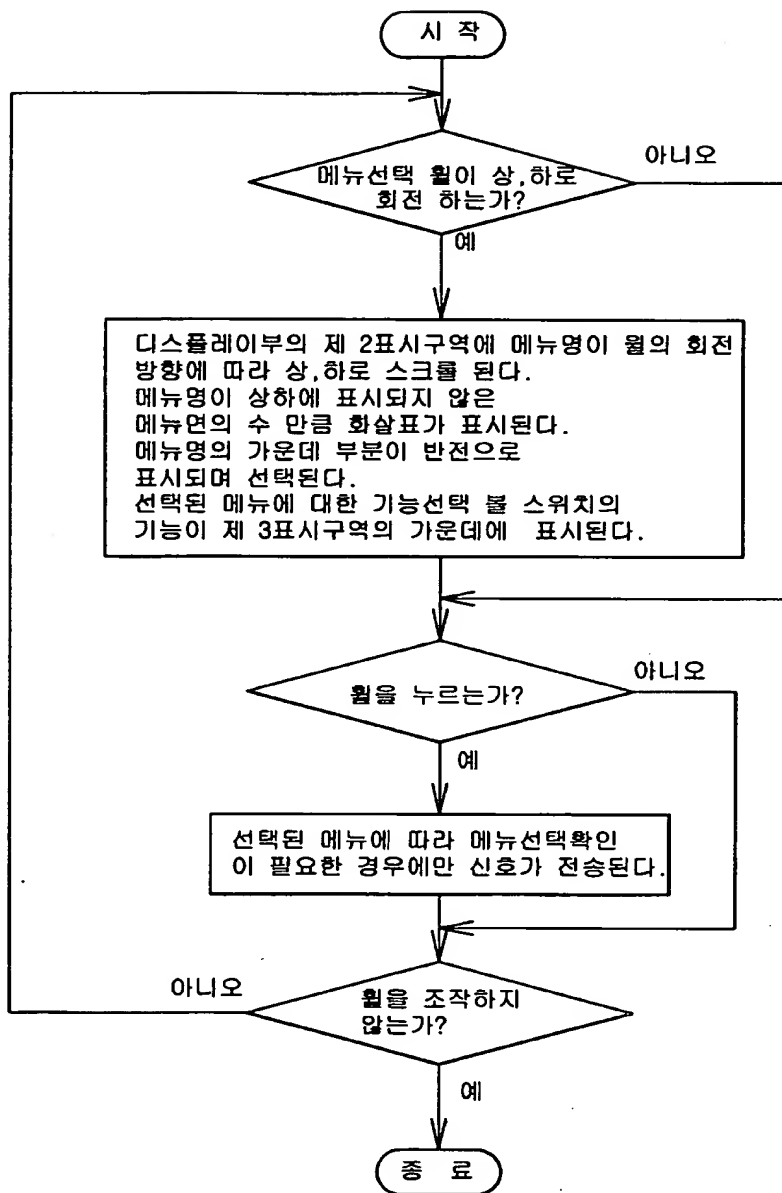 시 작
아니오
메뉴선택 휠이 상,하로
회전 하는가?
예
디스플레이부의 제 2표시구역에 메뉴명이 휠의 회전
방향에 따라 상,하로 스크롤 된다.
메뉴명이 상하에 표시되지 않은
메뉴면의 수 만큼 화살표가 표시된다.
메뉴명의 가운데 부분이 반전으로
표시되며 선택된다.
선택된 메뉴에 대한 기능선택 볼 스위치의
기능이 제 3표시구역의 가운데에 표시된다.
휠을 누르는가?
아니오
예
선택된 메뉴에 따라 메뉴선택확인
이 필요한 경우에만 신호가 전송된다.
아니오
휠을 조작하지
않는가?
예
종 료